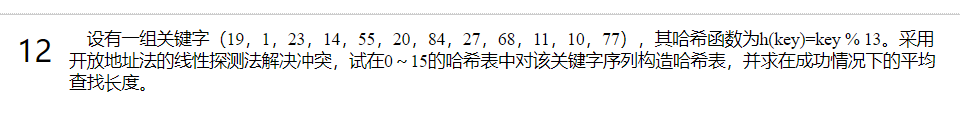 12
设有一组关键字（19，1，23，14，55，20，84，27，68，11，10，77），其哈希函数为h(key)=key % 13。采用
开放地址法的线性探测法解决冲突，试在0～15的哈希表中对该关键字序列构造哈希表，并求在成功情况下的平均
查找长度。